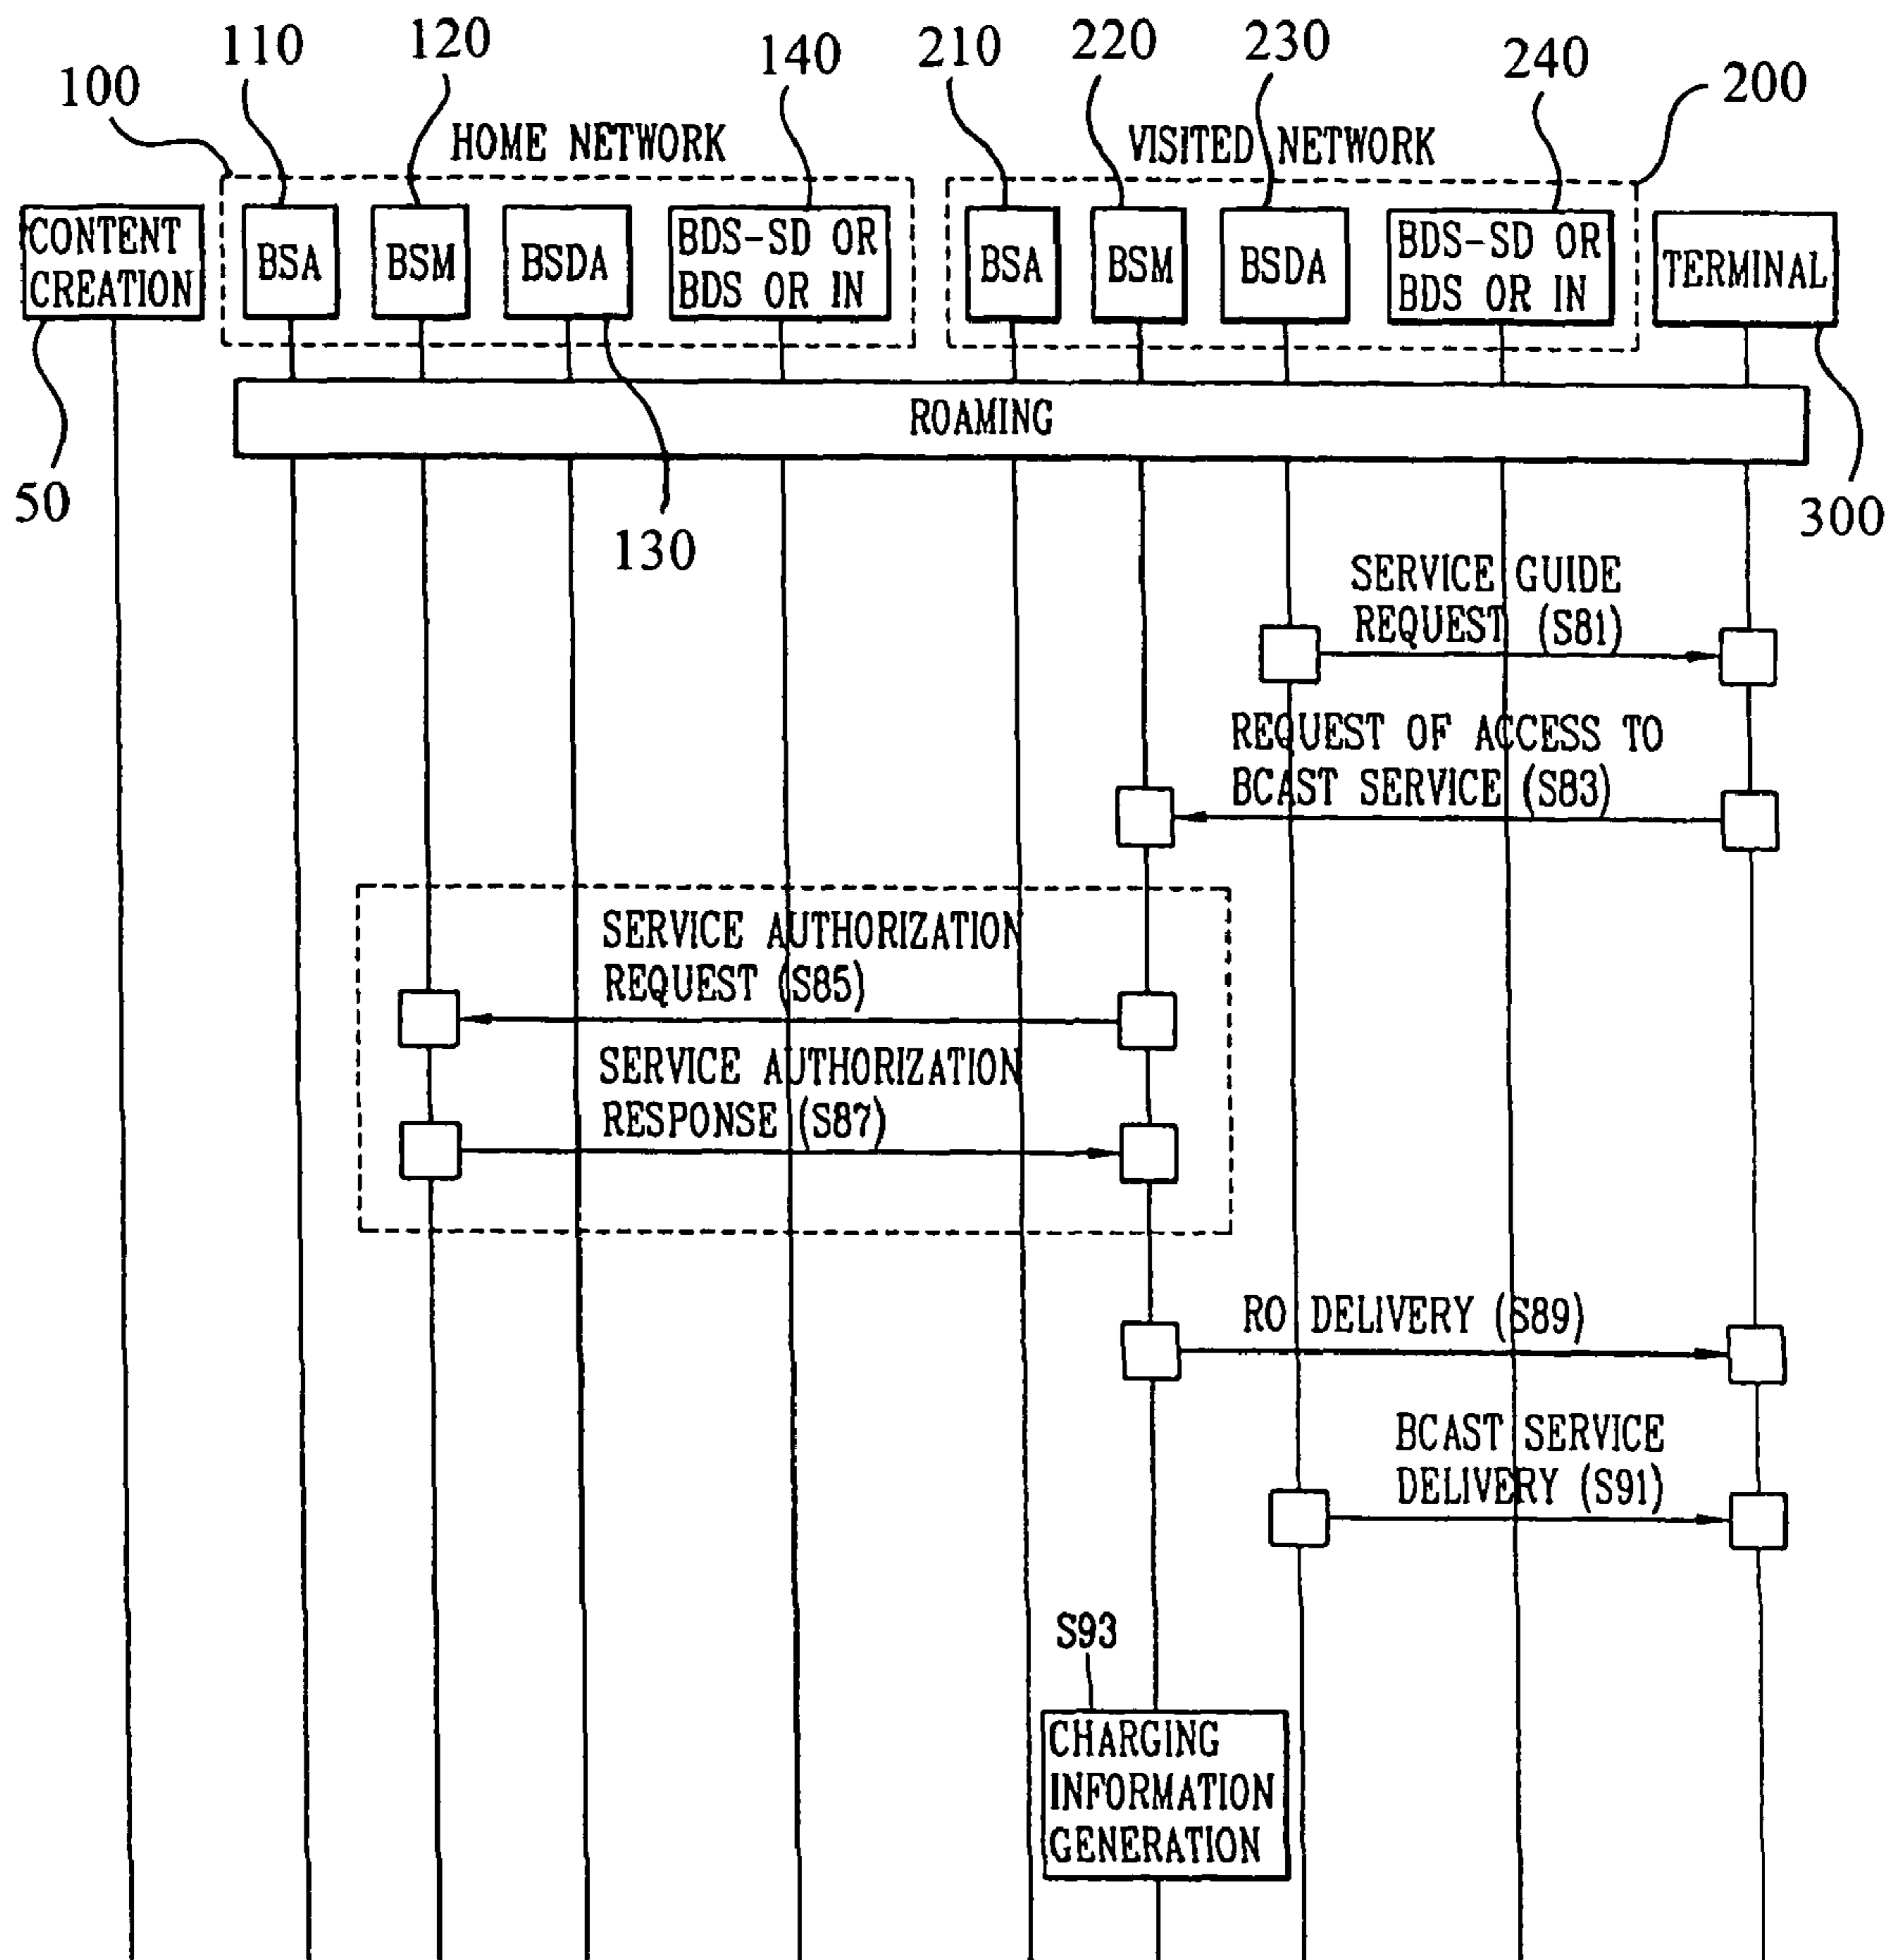 110
120
140
210
220
230
240
100
200
HOME NETWORK
VISITED NETWORK
CONTENT
CREATION
BSA
BSM
BSDA
BDS-SD OR
BDS OR IN
BSA
BSM
BSDA
BDS-SD OR
BDS OR IN
TERMINAL
ROAMING
50
130
300
SERVICE GUIDE
REQUEST (S81)
REQUEST OF ACCESS TO
BCAST SERVICE (S83)
SERVICE AUTHORIZATION
REQUEST (S85)
SERVICE AUTHORIZATION
RESPONSE (S87)
RO DELIVERY (S89)
BCAST SERVICE
DELIVERY (S91)
S93
CHARGING
INFORMATION
GENERATION